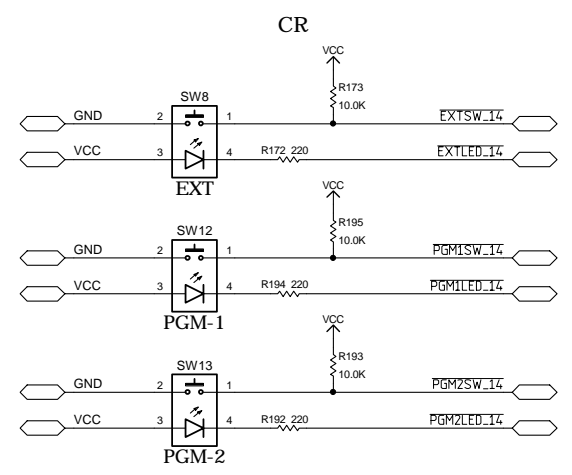 CR
VCC
R173
10.0K
SW8
GND 2 1 EXTSW_14
VCC 3 4 R172 220 EXTLED_14
EXT
VCC
R195
10.0K
SW12
GND 2 1 PGM1SW_14
VCC 3 4 R194 220 PGM1LED_14
PGM-1
VCC
R193
10.0K
SW13
GND 2 1 PGM2SW_14
VCC 3 4 R192 220 PGM2LED_14
PGM-2